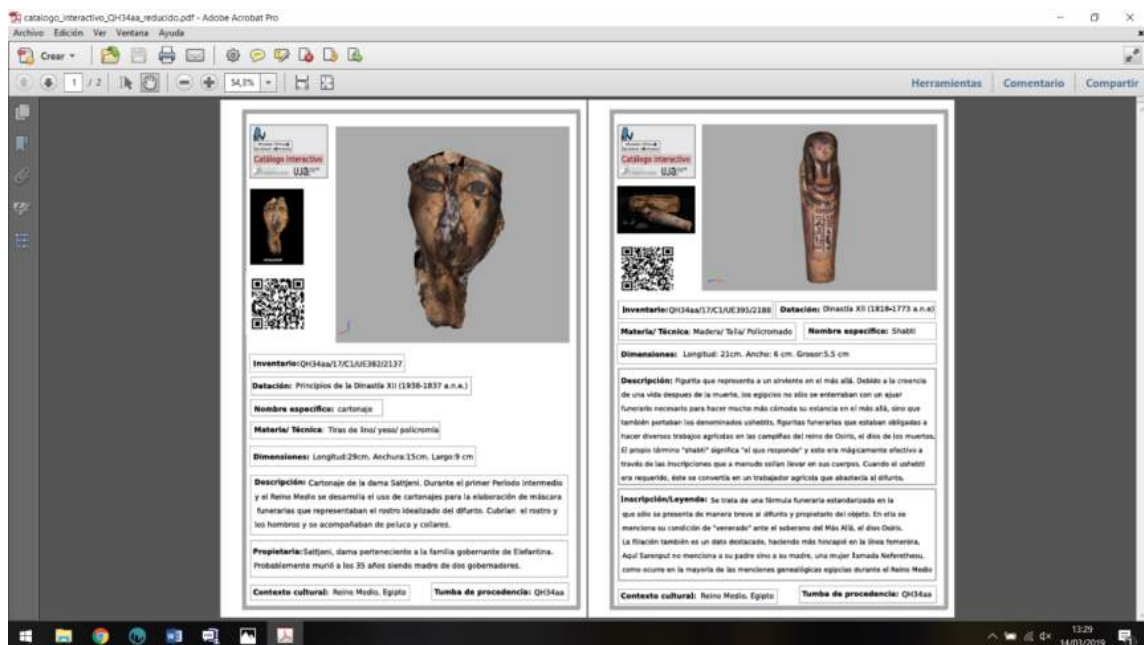 catalogo_interactivo_QH34aa_reducido.pdf - Adobe Acrobat Pro
Archivo Edición Ver Ventana Ayuda
Crear
1 / 2
54,3%
Herramientas Comentario Compartir
Catálogo interactivo
UJA
Inventario:QH34aa/17/C1/UE382/2137
Datación: Principios de la Dinastía XII (1938-1837 a.n.e.)
Nombre específico: cartonaje
Materia/ Técnica: Tiras de lino/ yeso/ policromía
Dimensiones: Longitud:29cm. Anchura:15cm, Largo:9 cm
Descripción: Cartonaje de la dama Sattjeni. Durante el primer Periodo Intermedio
y el Reino Medio se desarrolla el uso de cartonajes para la elaboración de máscara
funerarias que representaban el rostro idealizado del difunto. Cubrían el rostro y
los hombros y se acompañaban de peluca y collares.
Propietaria: Sattjeni, dama perteneciente a la familia gobernante de Elefantina.
Probablemente murió a los 35 años siendo madre de dos gobernadores.
Contexto cultural: Reino Medio, Egipto
Tumba de procedencia: QH34aa
Catálogo interactivo
UJA
Inventario:QH34aa/17/C1/UE395/2188
Datación: Dinastía XII (1818-1773 a.n.e)
Materia/ Técnica: Madera/ Talla/ Policromado
Nombre específico: Shabti
Dimensiones: Longitud: 21cm. Ancho: 6 cm. Grosor:5,5 cm
Descripción: Figurita que representa a un sirviente en el más allá. Debido a la creencia
de una vida despues de la muerte, los egipcios no sólo se enterraban con un ajuar
funerario necesario para hacer mucho más cómoda su estancia en el más allá, sino que
también portaban los denominados ushebtis, figuritas funerarias que estaban obligadas a
hacer diversos trabajos agrícolas en las campiñas del reino de Osiris, el dios de los muertos.
El propio término "shabti" significa "el que responde" y esto era mágicamente efectivo a
través de las inscripciones que a menudo solían llevar en sus cuerpos. Cuando el ushebti
era requerido, éste se convertía en un trabajador agrícola que abastecía al difunto.
Inscripción/Leyenda: Se trata de una fórmula funeraria estandarizada en la
que sólo se presenta de manera breve al difunto y propietario del objeto. En ella se
menciona su condición de "venerado" ante el soberano del Más Allá, el dios Osiris.
La filiación también es un dato destacado, haciendo más hincapié en la línea femenina.
Aquí Sarenput no menciona a su padre sino a su madre, una mujer llamada Neferethesu,
como ocurre en la mayoría de las menciones genealógicas egipcias durante el Reino Medio
Contexto cultural: Reino Medio, Egipto
Tumba de procedencia: QH34aa
13:29
14/03/2019